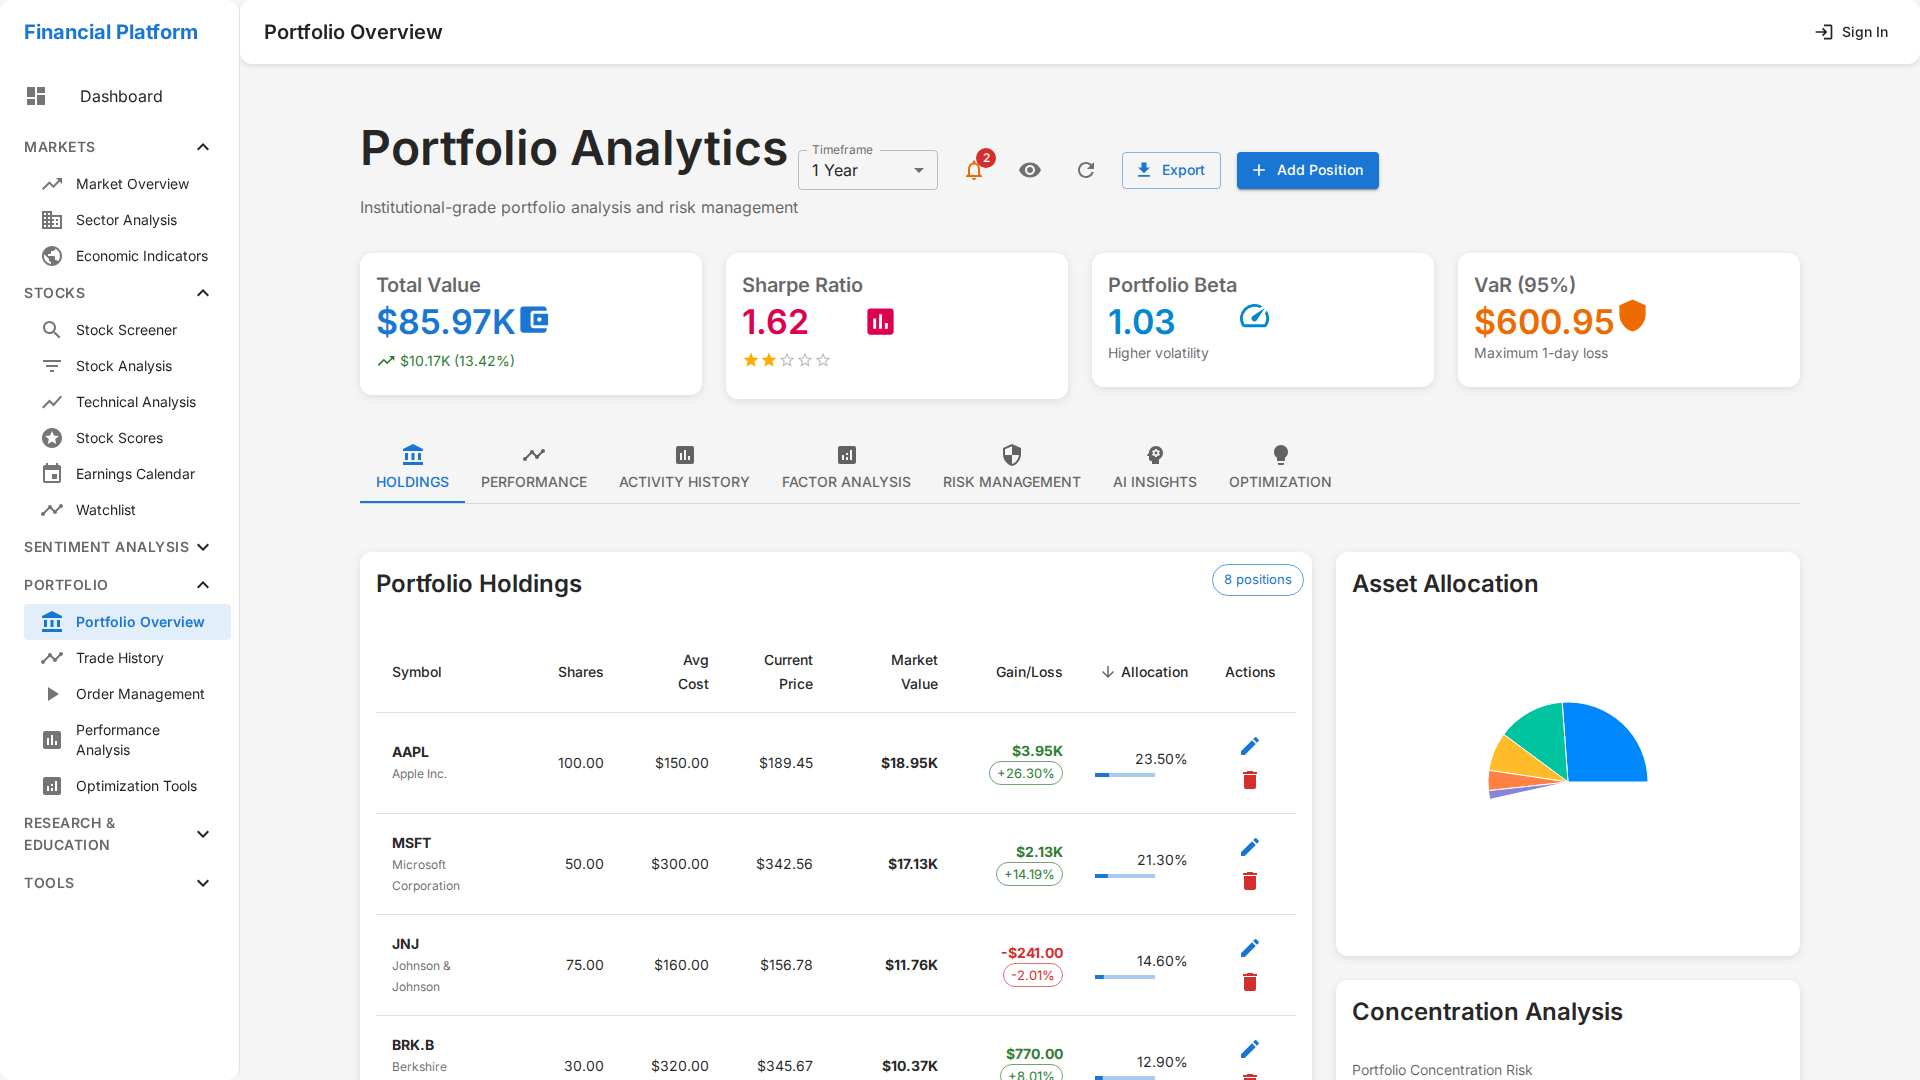 Financial Platform
Portfolio Overview
Sign In
Dashboard
MARKETS
Market Overview
Sector Analysis
Economic Indicators
STOCKS
Stock Screener
Stock Analysis
Technical Analysis
Stock Scores
Earnings Calendar
Watchlist
SENTIMENT ANALYSIS
PORTFOLIO
Portfolio Overview
Trade History
Order Management
Performance
Analysis
Optimization Tools
RESEARCH &
EDUCATION
TOOLS
Portfolio Analytics
Institutional-grade portfolio analysis and risk management
Timeframe
1 Year
2
Export
Add Position
Total Value
$85.97K
$10.17K (13.42%)
Sharpe Ratio
1.62
Portfolio Beta
1.03
Higher volatility
VaR (95%)
$600.95
Maximum 1-day loss
HOLDINGS
PERFORMANCE
ACTIVITY HISTORY
FACTOR ANALYSIS
RISK MANAGEMENT
AI INSIGHTS
OPTIMIZATION
Portfolio Holdings
8 positions
Symbol
Shares
Avg
Cost
Current
Price
Market
Value
Gain/Loss
Allocation
Actions
AAPL
Apple Inc.
100.00
$150.00
$189.45
$18.95K
$3.95K
+26.30%
23.50%
MSFT
Microsoft
Corporation
50.00
$300.00
$342.56
$17.13K
$2.13K
+14.19%
21.30%
JNJ
Johnson &
Johnson
75.00
$160.00
$156.78
$11.76K
-$241.00
-2.01%
14.60%
BRK.B
Berkshire
30.00
$320.00
$345.67
$10.37K
$770.00
+8.01%
12.90%
Asset Allocation
Concentration Analysis
Portfolio Concentration Risk